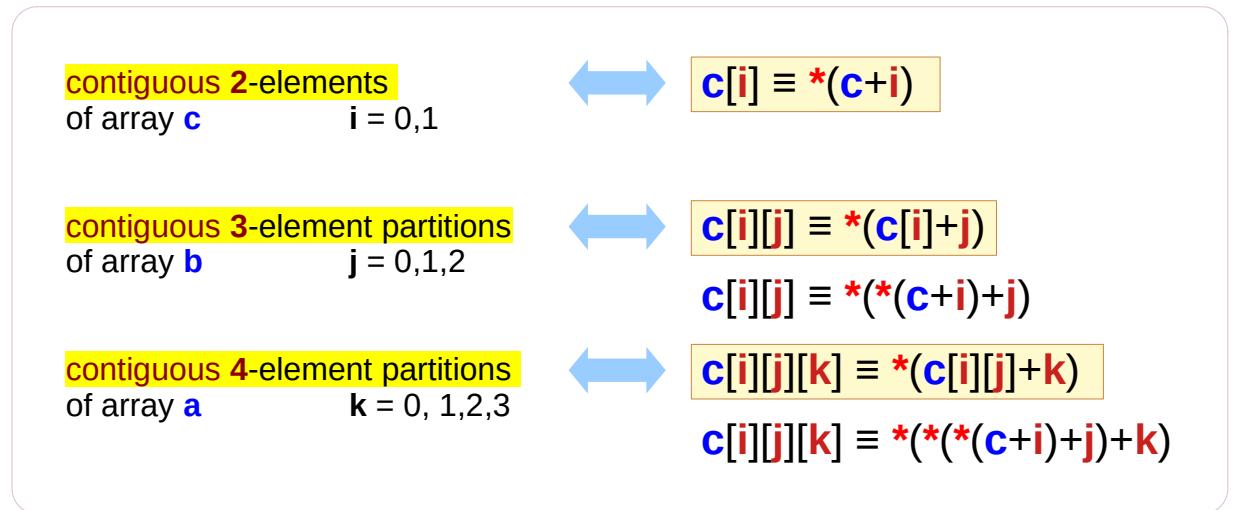 contiguous 2-elements
of array c i = 0,1
c[i] ≡ *(c+i)
contiguous 3-element partitions
of array b j = 0,1,2
c[i][j] ≡ *(c[i]+j)
c[i][j] ≡ *(*(c+i)+j)
contiguous 4-element partitions
of array a k = 0, 1,2,3
c[i][j][k] ≡ *(c[i][j]+k)
c[i][j][k] ≡ *(*(*(c+i)+j)+k)